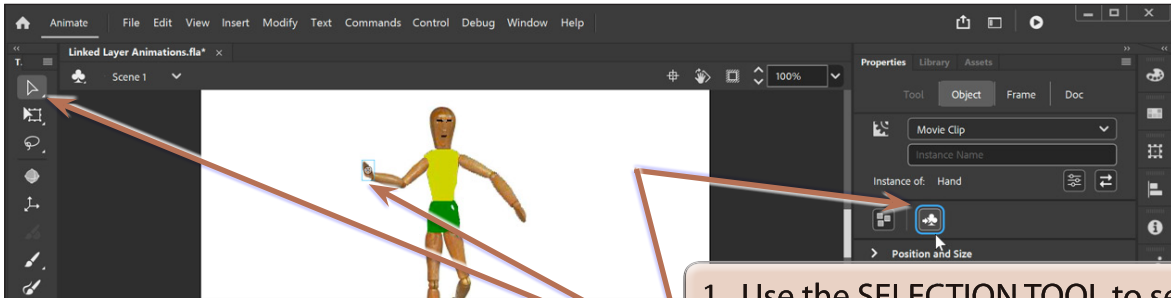 Animate File Edit View Insert Modify Text Commands Control Debug Window Help
T. Linked Layer Animations.fla* ×
Properties Library Assets
Scene 1 100%
Tool Object Frame Doc
Movie Clip
Instance Name
Instance of: Hand
Position and Size
1. Use the SELECTION TOOL to se